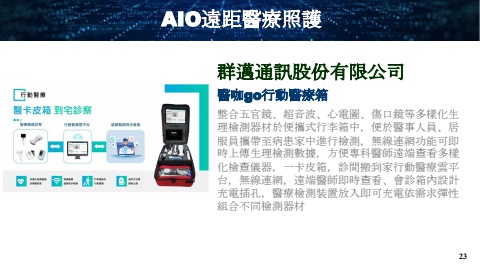 AIO遠距醫療照護
群邁通訊股份有限公司
醫咖go行動醫療箱
整合五官鏡、超音波、心電圖、傷口鏡等多樣化生
理檢測器材於便攜式行李箱中，便於醫事人員、居
服員攜帶至病患家中進行檢測，無線連網功能可即
時上傳生理檢測數據，方便專科醫師遠端查看多樣
化檢查儀器，一卡皮箱，診間搬到家行動醫療雲平
台，無線連網，遠端醫師即時查看、會診箱內設計
充電插孔，醫療檢測裝置放入即可充電依需求彈性
組合不同檢測器材
行動醫療
醫卡皮箱 到宅診察
23